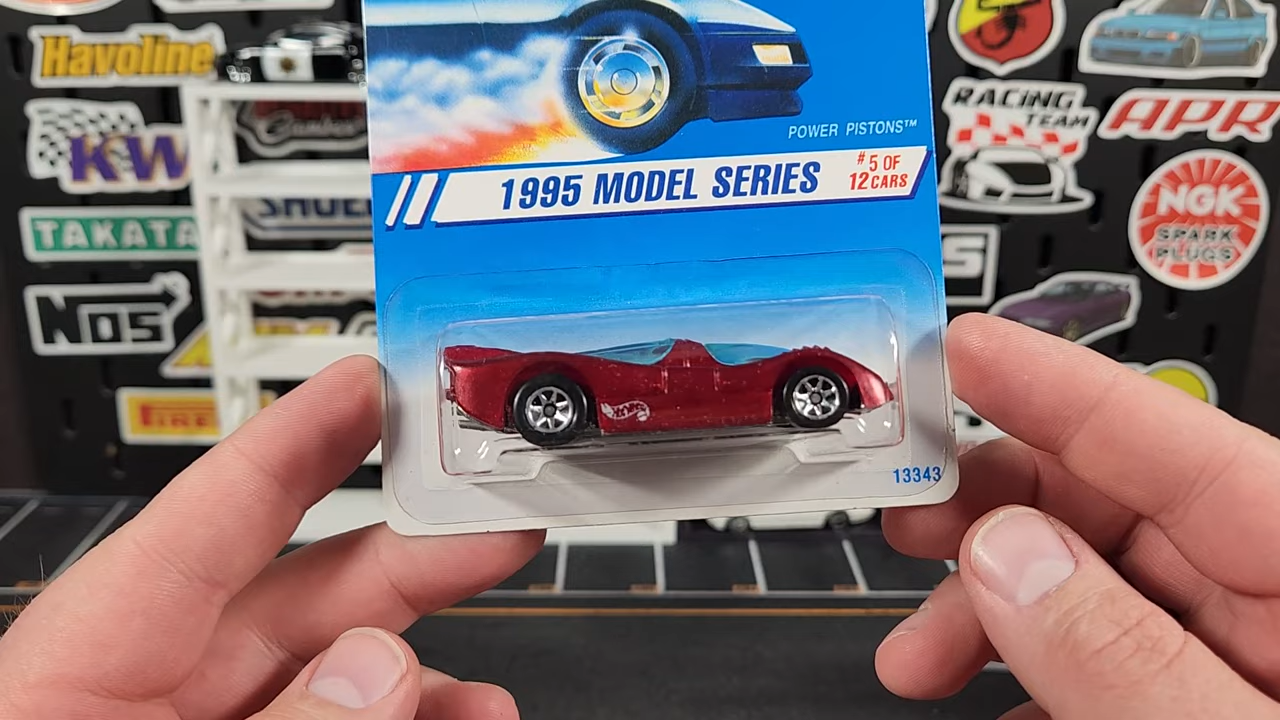 Havoline
KW
TAKATA
NOS
RACING
TEAM
APR
NGK
SPARK
PLUGS
POWER PISTONS™
1995 MODEL SERIES
#5 OF
12 CARS
13343